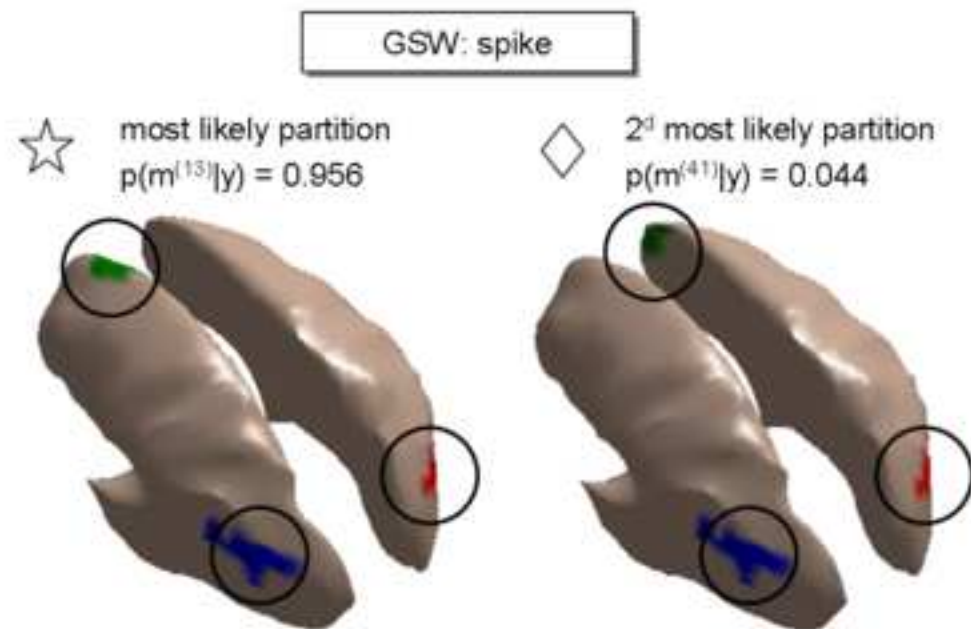 GSW: spike
most likely partition
p(m⁽¹³⁾|y) = 0.956
2ᵈ most likely partition
p(m⁽⁴¹⁾|y) = 0.044